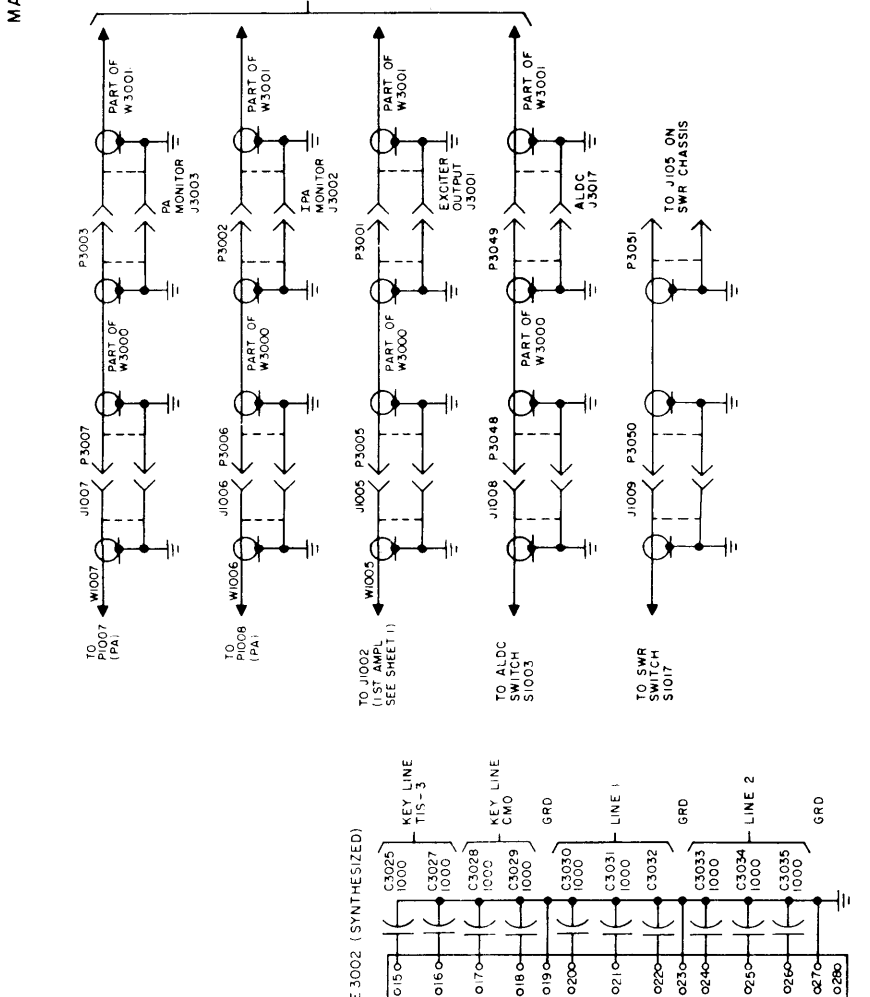 MA
PART OF
W3001
PART OF
W3001
PART OF
W3001
PART OF
W3001
PA
MONITOR
J3003
IPA
MONITOR
J3002
EXCITER
OUTPUT
J3001
ALDC
J3017
TO J105 ON
SWR CHASSIS
P3003
P3002
P3001
P3049
P3051
PART OF
W3000
PART OF
W3000
PART OF
W3000
PART OF
W3000
P3007
P3006
P3005
P3048
P3050
J1007
J1006
J1005
J1008
J1009
W1007
W1006
W1005
TO
P1007
(PA)
TO
P1008
(PA)
TO J1002
(1ST AMPL
SEE SHEET 1)
TO ALDC
SWITCH
S1003
TO SWR
SWITCH
S1017
E3002 (SYNTHESIZED)
KEY LINE
TIS-3
KEY LINE
CMO
GRD
LINE 1
GRD
LINE 2
GRD
C3025
1000
C3027
1000
C3028
1000
C3029
1000
C3030
1000
C3031
1000
C3032
C3033
1000
C3034
1000
C3035
1000
015
016
017
018
019
020
021
022
023
024
025
026
027
028